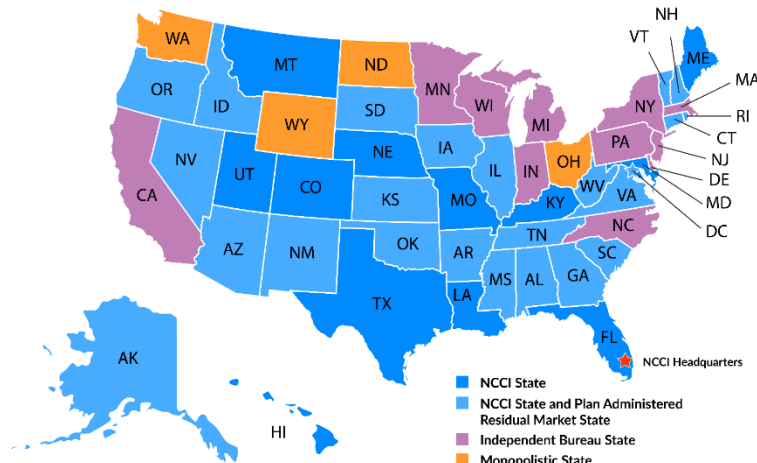 NH
WA
VT
ME
MT
ND
MA
OR
MN
ID
SD
WI
NY
RI
WY
MI
CT
IA
PA
NE
NJ
NV
OH
IL
IN
DE
UT
CO
WV
VA
MD
CA
KS
MO
KY
DC
NC
TN
OK
AZ
NM
AR
SC
MS
AL
GA
LA
TX
FL
NCCI Headquarters
AK
NCCI State
NCCI State and Plan Administered
Residual Market State
HI
Independent Bureau State
Monopolistic State